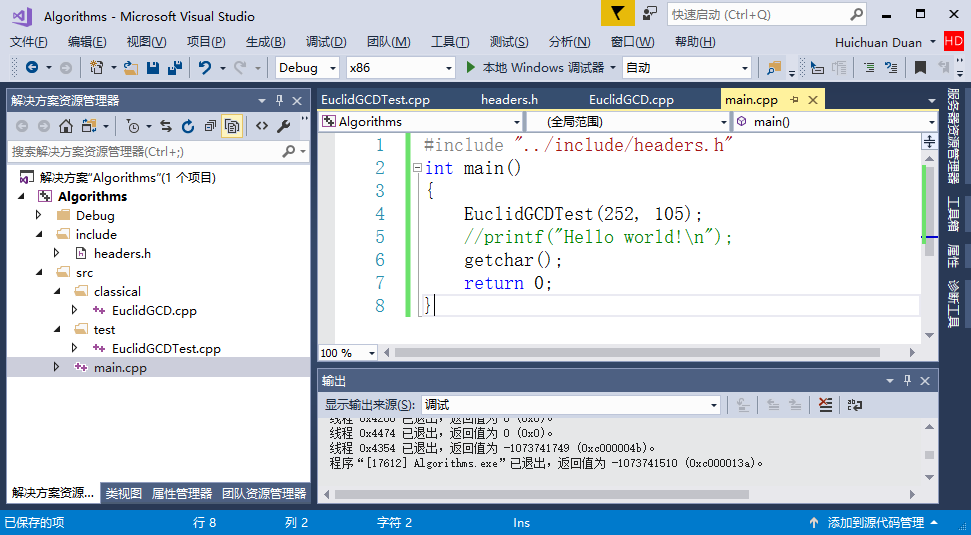 Algorithms - Microsoft Visual Studio
快速启动 (Ctrl+Q)
文件(F) 编辑(E) 视图(V) 项目(P) 生成(B) 调试(D) 团队(M) 工具(T) 测试(S) 分析(N) 窗口(W) 帮助(H)
Huichuan Duan HD
Debug x86 本地 Windows 调试器 自动
解决方案资源管理器
搜索解决方案资源管理器(Ctrl+;)
解决方案"Algorithms"(1 个项目)
Algorithms
Debug
include
headers.h
src
classical
EuclidGCD.cpp
test
EuclidGCDTest.cpp
main.cpp
解决方案资源... 类视图 属性管理器 团队资源管理器
EuclidGCDTest.cpp headers.h EuclidGCD.cpp main.cpp
Algorithms (全局范围) main()
1 #include "../include/headers.h"
2 int main()
3 {
4 EuclidGCDTest(252, 105);
5 //printf("Hello world!\n");
6 getchar();
7 return 0;
8 }
100 %
输出
显示输出来源(S): 调试
线程 0x4200 已退出，返回值为 0 (0x0)。
线程 0x4474 已退出，返回值为 0 (0x0)。
线程 0x4354 已退出，返回值为 -1073741749 (0xc000004b)。
程序“[17612] Algorithms.exe”已退出，返回值为 -1073741510 (0xc000013a)。
服务器资源管理器
工具箱
属性
诊断工具
已保存的项 行 8 列 2 字符 2 Ins 添加到源代码管理